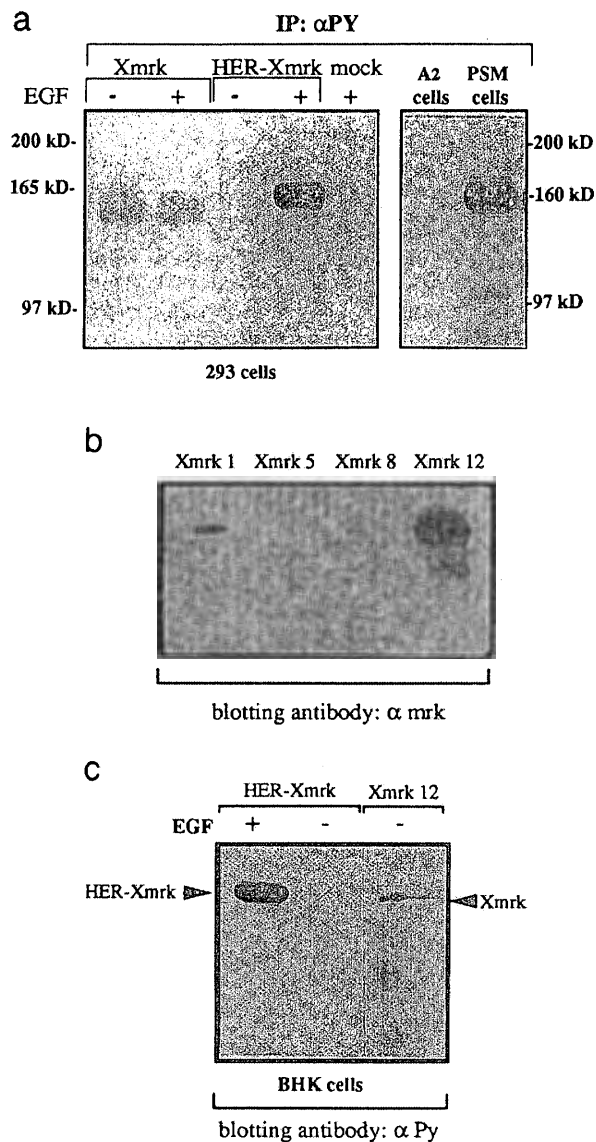 a
IP: αPY
Xmrk HER-Xmrk mock
EGF - + - + +
A2 cells PSM cells
200 kD-
165 kD-
97 kD-
-200 kD
-160 kD
-97 kD
293 cells
b
Xmrk 1 Xmrk 5 Xmrk 8 Xmrk 12
blotting antibody: α mrk
c
HER-Xmrk Xmrk 12
EGF + - -
HER-Xmrk
Xmrk
BHK cells
blotting antibody: α Py